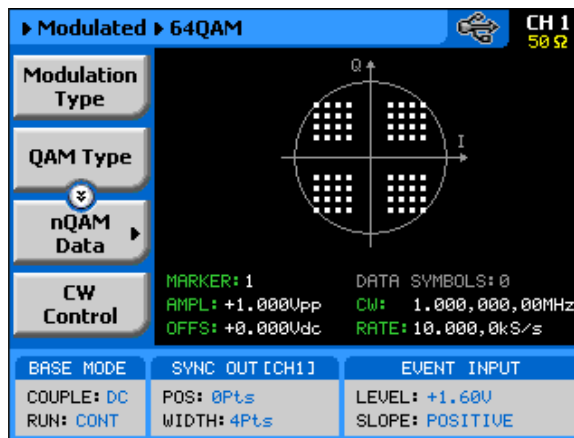 Modulated 64QAM
CH 1
50 Ω
Modulation
Type
QAM Type
nQAM
Data
CW
Control
Q
I
MARKER: 1 DATA SYMBOLS: 0
AMPL: +1.000Vpp CW: 1.000,000,00MHz
OFFS: +0.000Vdc RATE: 10.000,0kS/s
BASE MODE
COUPLE: DC
RUN: CONT
SYNC OUT [CH1]
POS: 0Pts
WIDTH: 4Pts
EVENT INPUT
LEVEL: +1.60V
SLOPE: POSITIVE